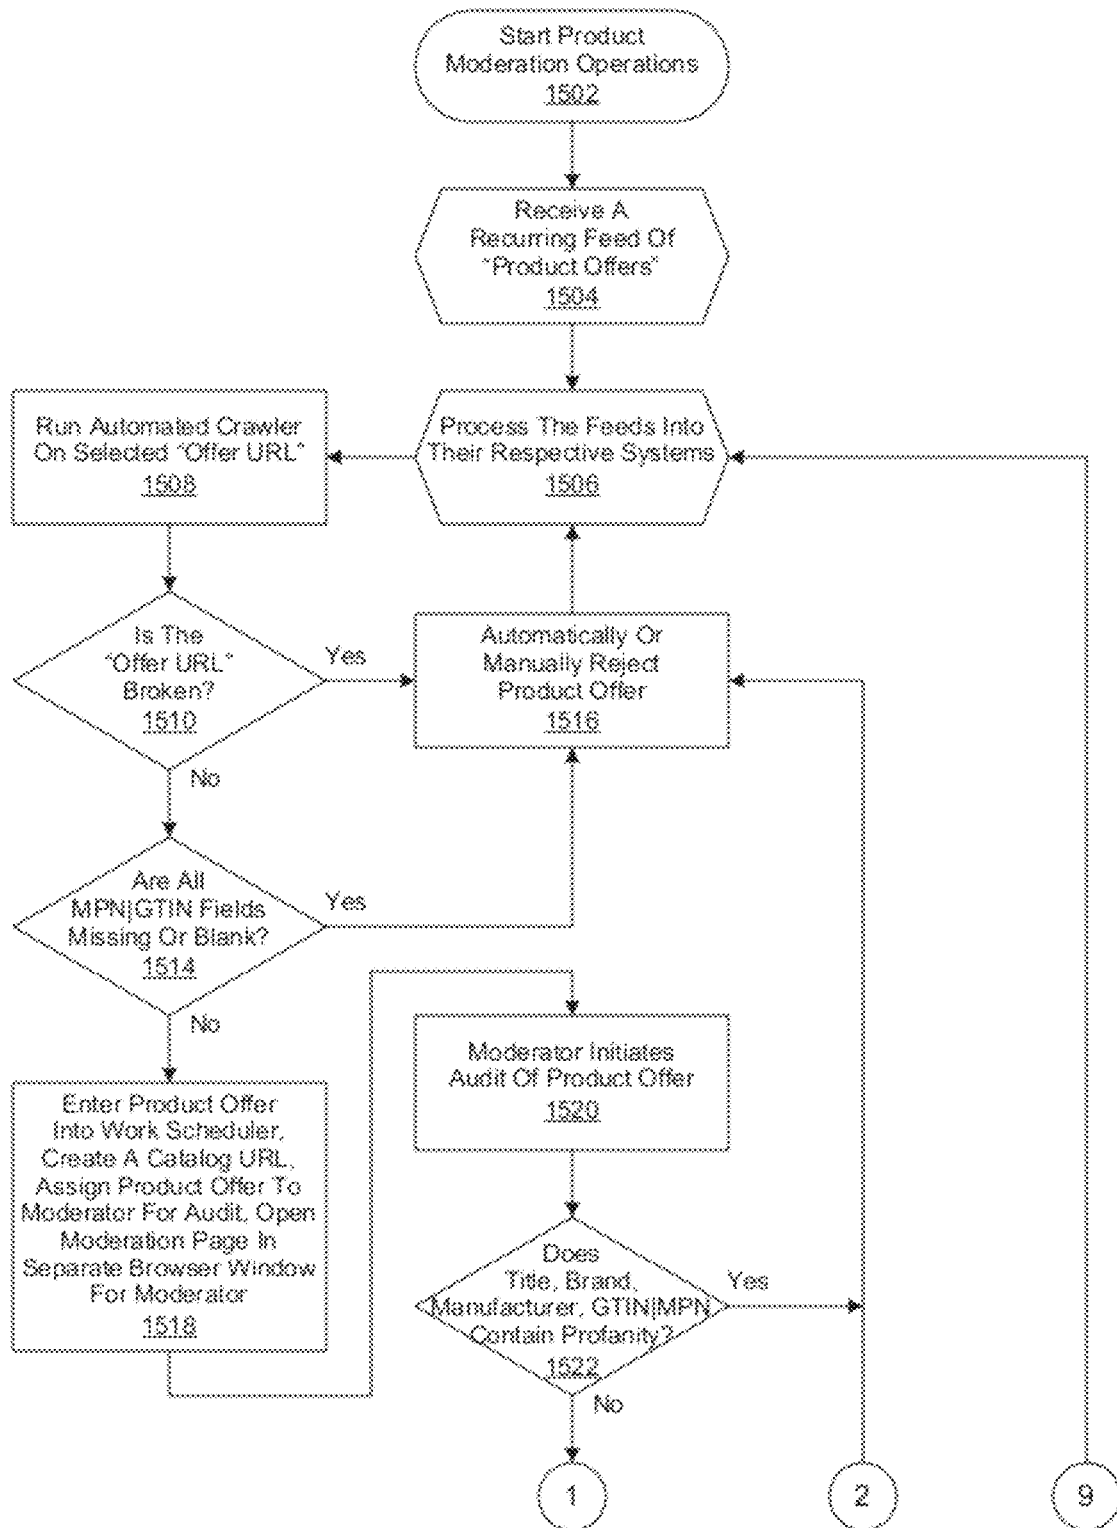 Start Product
Moderation Operations
1502
Receive A
Recurring Feed Of
“Product Offers”
1504
Process The Feeds Into
Their Respective Systems
1506
Run Automated Crawler
On Selected “Offer URL”
1508
Is The
“Offer URL”
Broken?
1510
Yes
No
Automatically Or
Manually Reject
Product Offer
1516
Are All
MPN|GTIN Fields
Missing Or Blank?
1514
Yes
No
Enter Product Offer
Into Work Scheduler,
Create A Catalog URL,
Assign Product Offer To
Moderator For Audit, Open
Moderation Page In
Separate Browser Window
For Moderator
1518
Moderator Initiates
Audit Of Product Offer
1520
Does
Title, Brand,
Manufacturer, GTIN|MPN
Contain Profanity?
1522
Yes
No
1
2
9